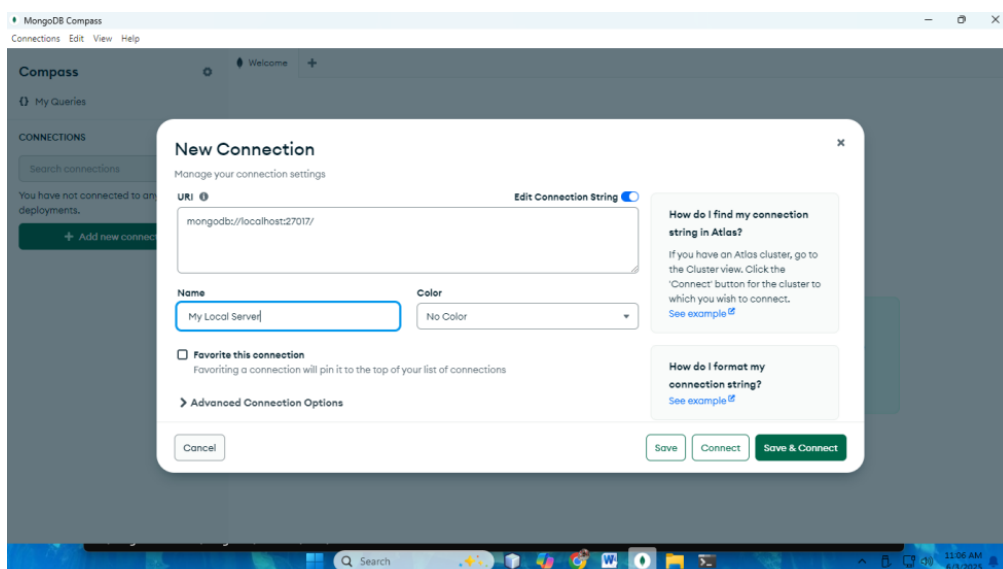 MongoDB Compass
Connections Edit View Help
Compass
Welcome
My Queries
CONNECTIONS
Search connections
You have not connected to any
deployments.
+ Add new connect
New Connection
Manage your connection settings
URI
Edit Connection String
mongodb://localhost:27017/
Name
Color
My Local Server
No Color
Favorite this connection
Favoriting a connection will pin it to the top of your list of connections
Advanced Connection Options
How do I find my connection
string in Atlas?
If you have an Atlas cluster, go to
the Cluster view. Click the
'Connect' button for the cluster to
which you wish to connect.
See example
How do I format my
connection string?
See example
Cancel
Save
Connect
Save & Connect
Search
11:06 AM